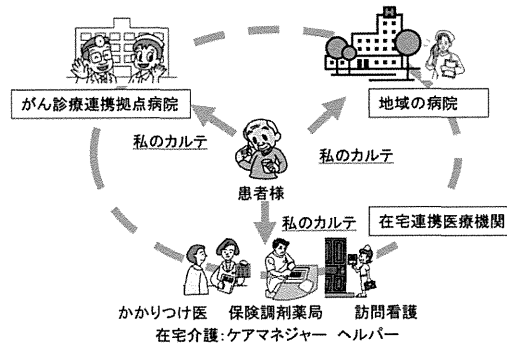 がん診療連携拠点病院
地域の病院
私のカルテ
私のカルテ
患者様
私のカルテ
在宅連携医療機関
かかりつけ医 保険調剤薬局 訪問看護
在宅介護:ケアマネジャー ヘルパー